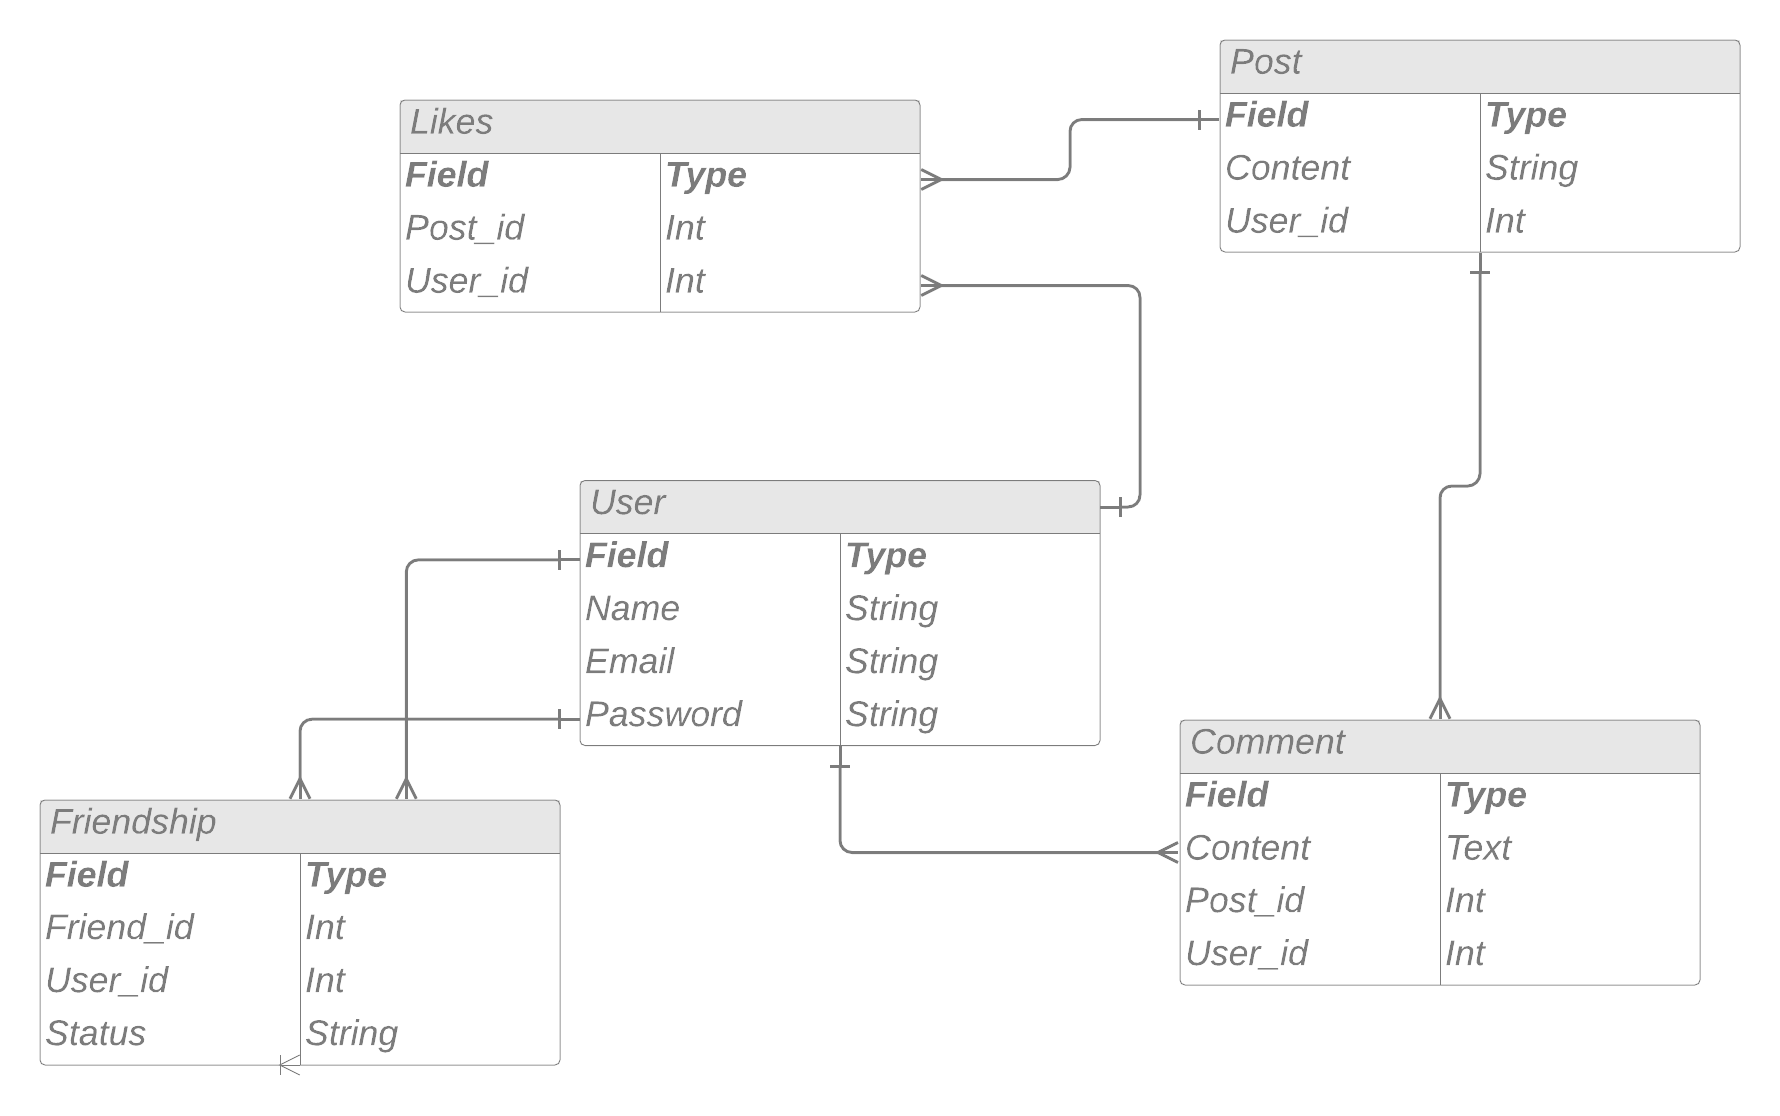 Post
Field Type
Content String
User_id Int
Likes
Field Type
Post_id Int
User_id Int
User
Field Type
Name String
Email String
Password String
Comment
Field Type
Content Text
Post_id Int
User_id Int
Friendship
Field Type
Friend_id Int
User_id Int
Status String